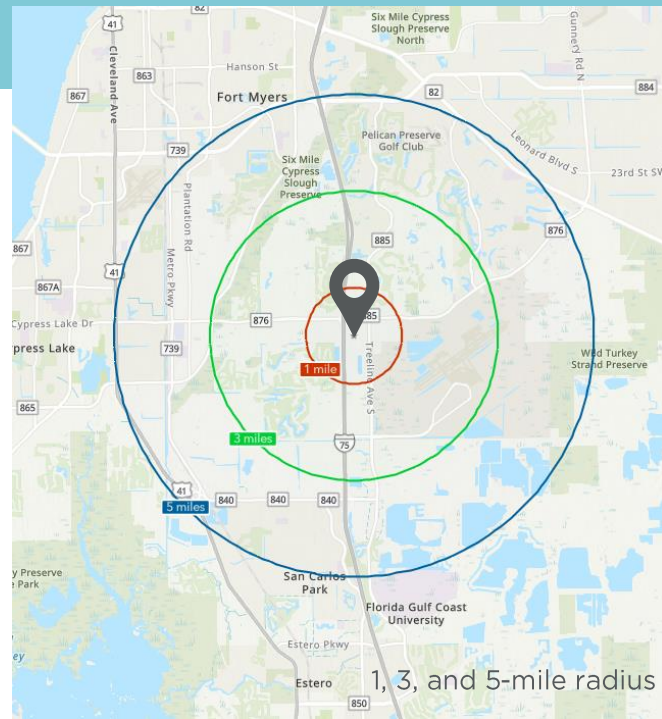 82
Six Mile Cypress
Slough Preserve
North
Gunnery Rd N
Cleveland Ave
863
Hanson St
867
Fort Myers
82
884
739
Pelican Preserve
Golf Club
Leonard Blvd S
Six Mile
Cypress
Slough
Preserve
23rd St SW
Plantation Rd
Metro Pkwy
876
885
867
41
867A
Cypress Lake Dr
876
885
press Lake
739
1 mile
Treeline Ave S
Wild Turkey
Strand Preserve
865
3 miles
75
41
5 miles
840
840
840
y Preserve
e Park
San Carlos
Park
Florida Gulf Coast
University
Estero Pkwy
ey
Estero
1, 3, and 5-mile radius
850
41